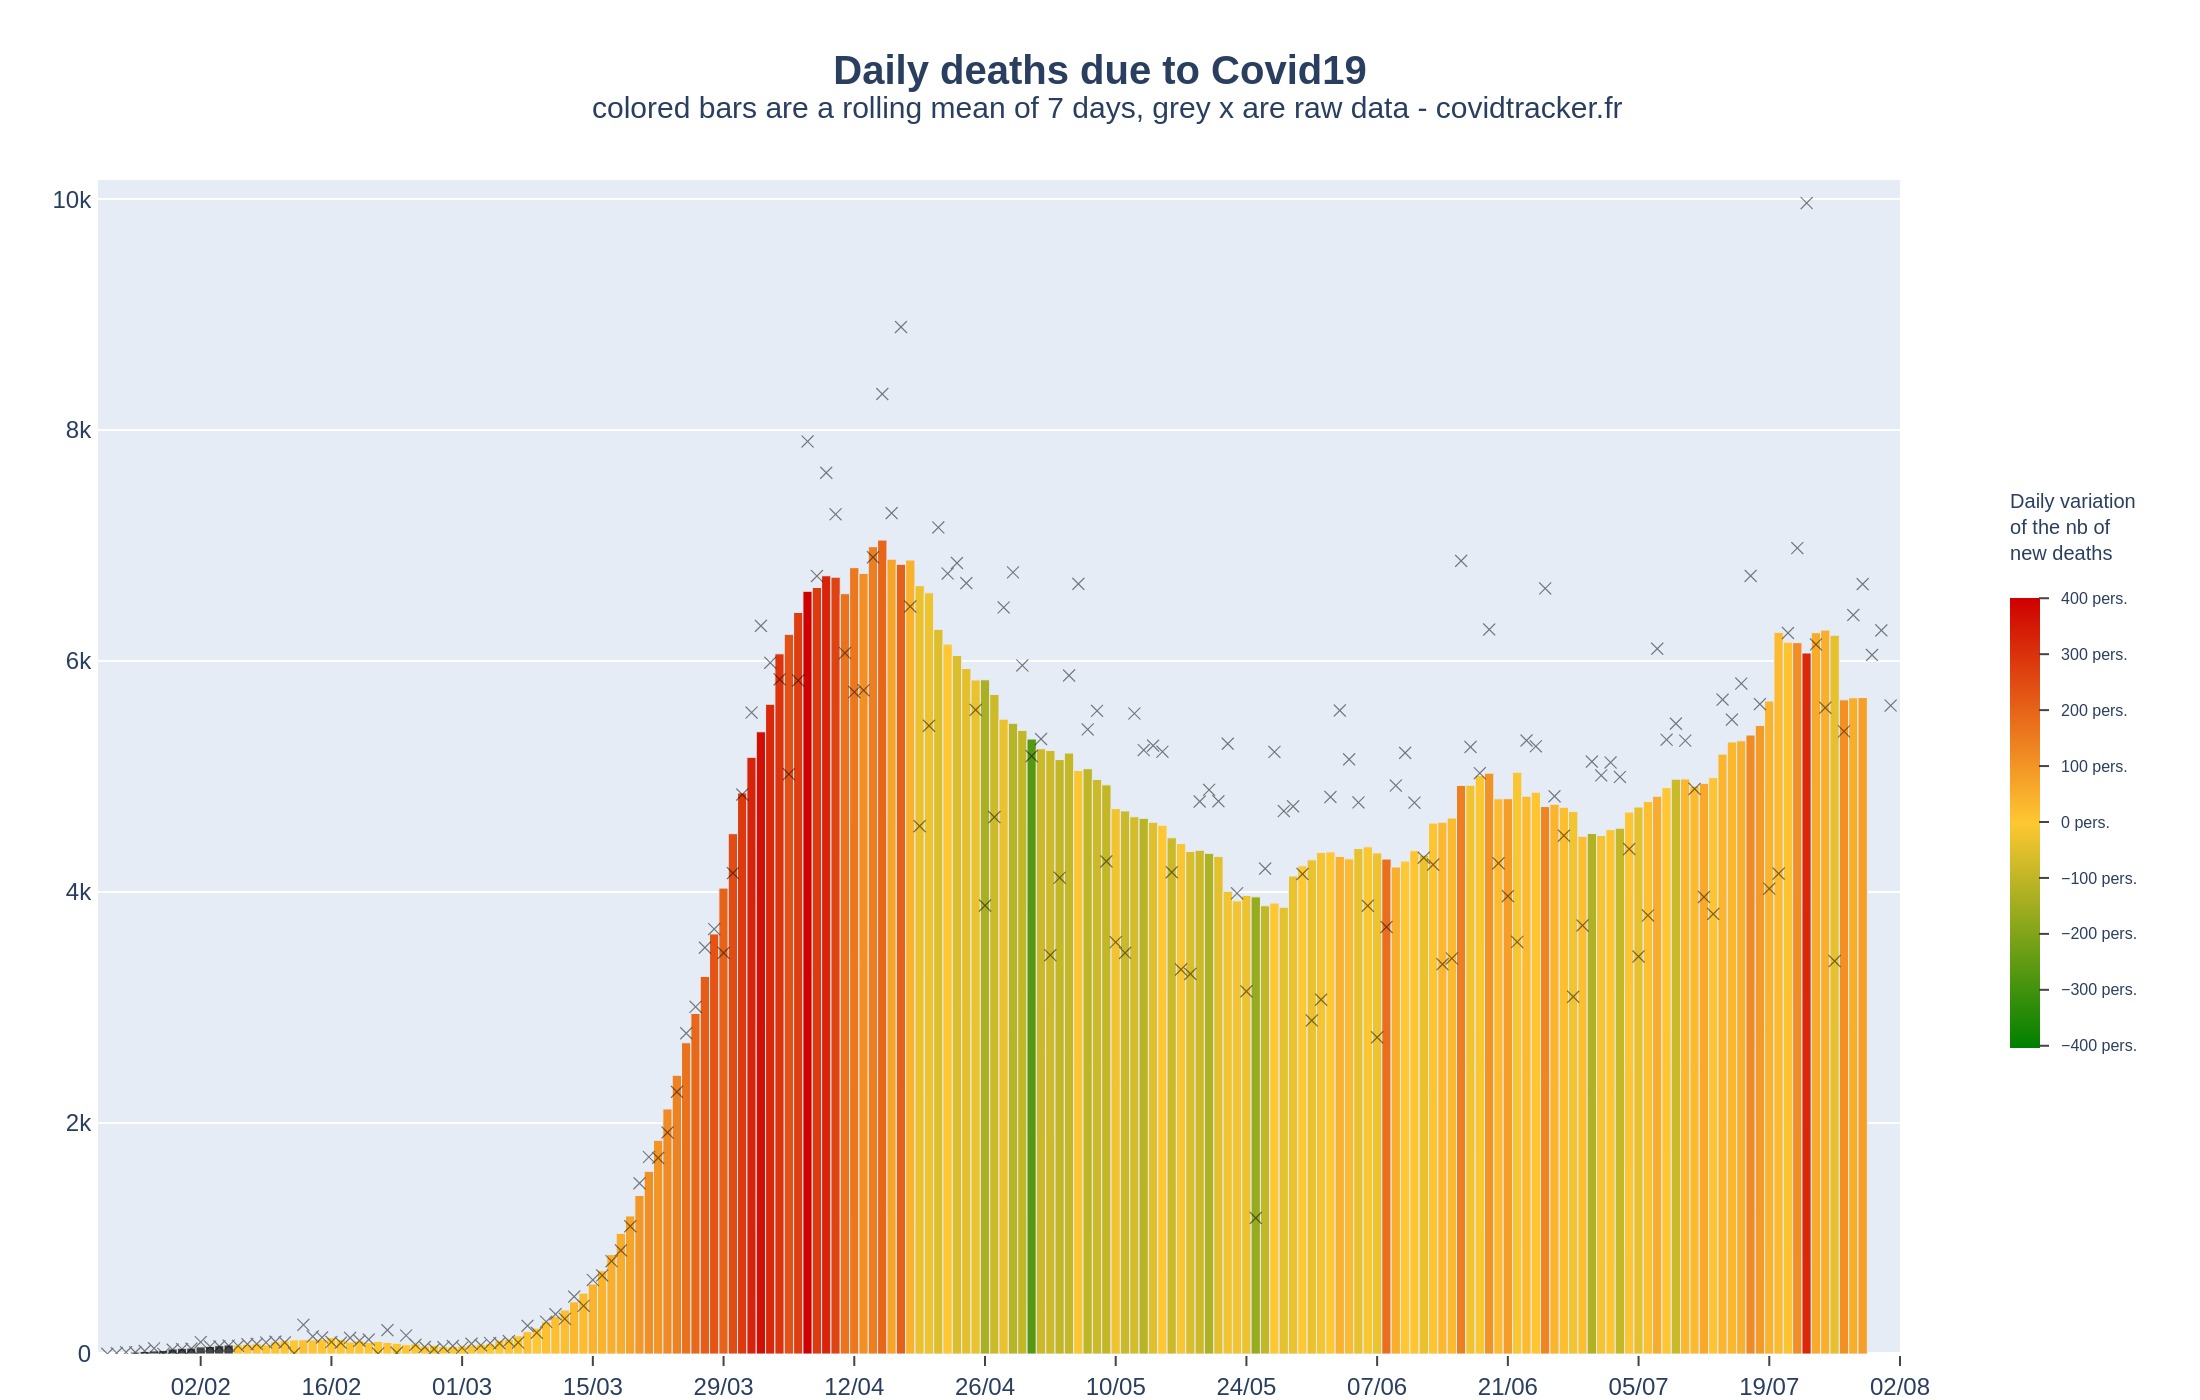 Daily deaths due to Covid19
colored bars are a rolling mean of 7 days, grey x are raw data - covidtracker.fr
10k
8k
6k
4k
2k
0
02/02 16/02 01/03 15/03 29/03 12/04 26/04 10/05 24/05 07/06 21/06 05/07 19/07 02/08
Daily variation
of the nb of
new deaths
400 pers.
300 pers.
200 pers.
100 pers.
0 pers.
−100 pers.
−200 pers.
−300 pers.
−400 pers.